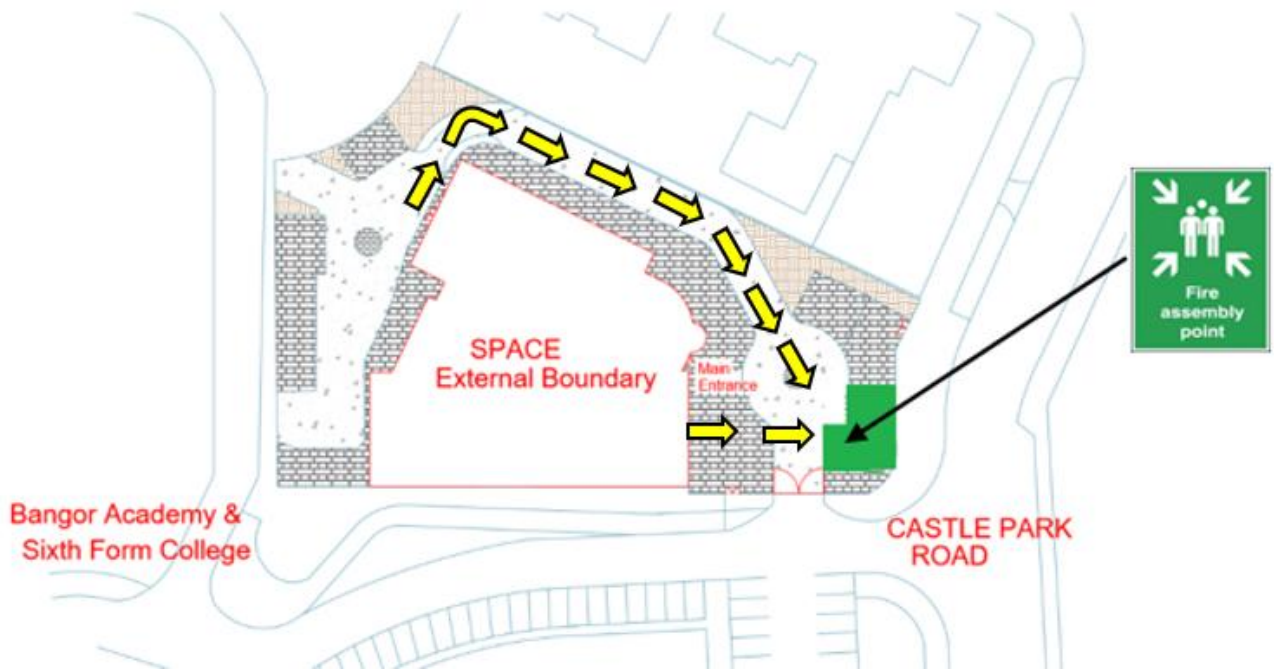 SPACE
External Boundary
Main
Entrance
Fire
assembly
point
Bangor Academy &
Sixth Form College
CASTLE PARK
ROAD